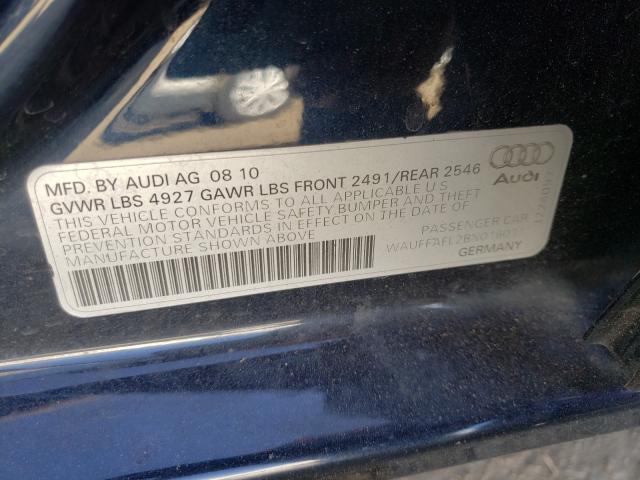 MFD. BY AUDI AG 08 10
GVWR LBS 4927 GAWR LBS FRONT 2491/REAR 2546
THIS VEHICLE CONFORMS TO ALL APPLICABLE U S
FEDERAL MOTOR VEHICLE SAFETY BUMPER AND THEFT
PREVENTION STANDARDS IN EFFECT ON THE DATE OF
MANUFACTURE SHOWN ABOVE
Audi
PASSENGER CAR
GERMANY